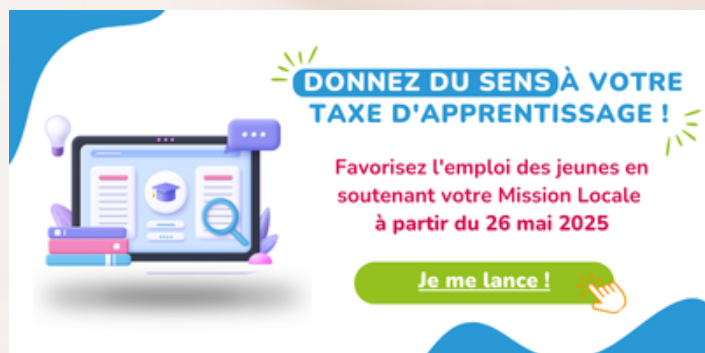 DONNEZ DU SENS À VOTRE
TAXE D'APPRENTISSAGE !
Favorisez l'emploi des jeunes en
soutenant votre Mission Locale
à partir du 26 mai 2025
Je me lance !